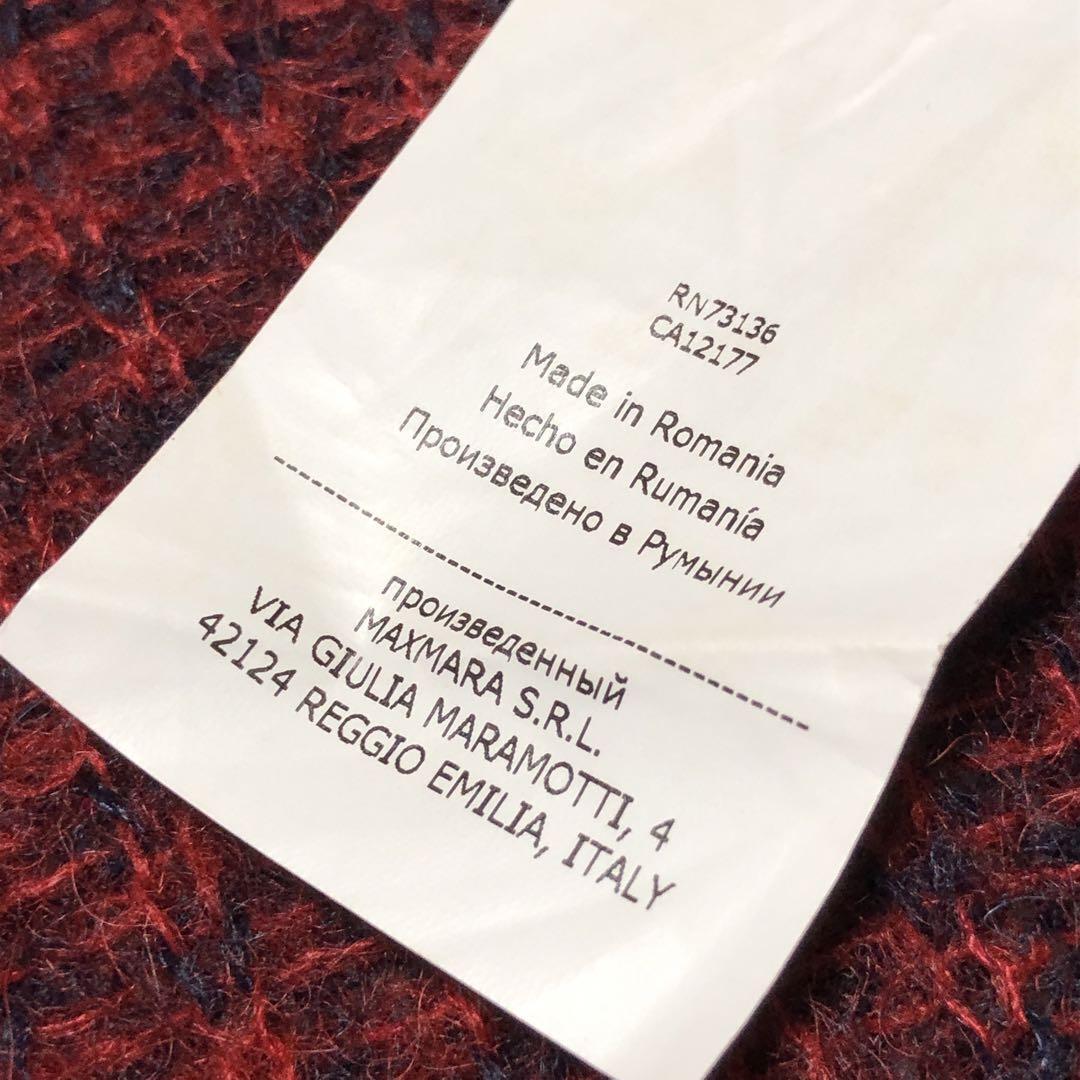 RN73136
CA12177
Made in Romania
Hecho en Rumanía
Произведено в Румынии
произведенный
MAXMARA S.R.L.
VIA GIULIA MARAMOTTI, 4
42124 REGGIO EMILIA, ITALY